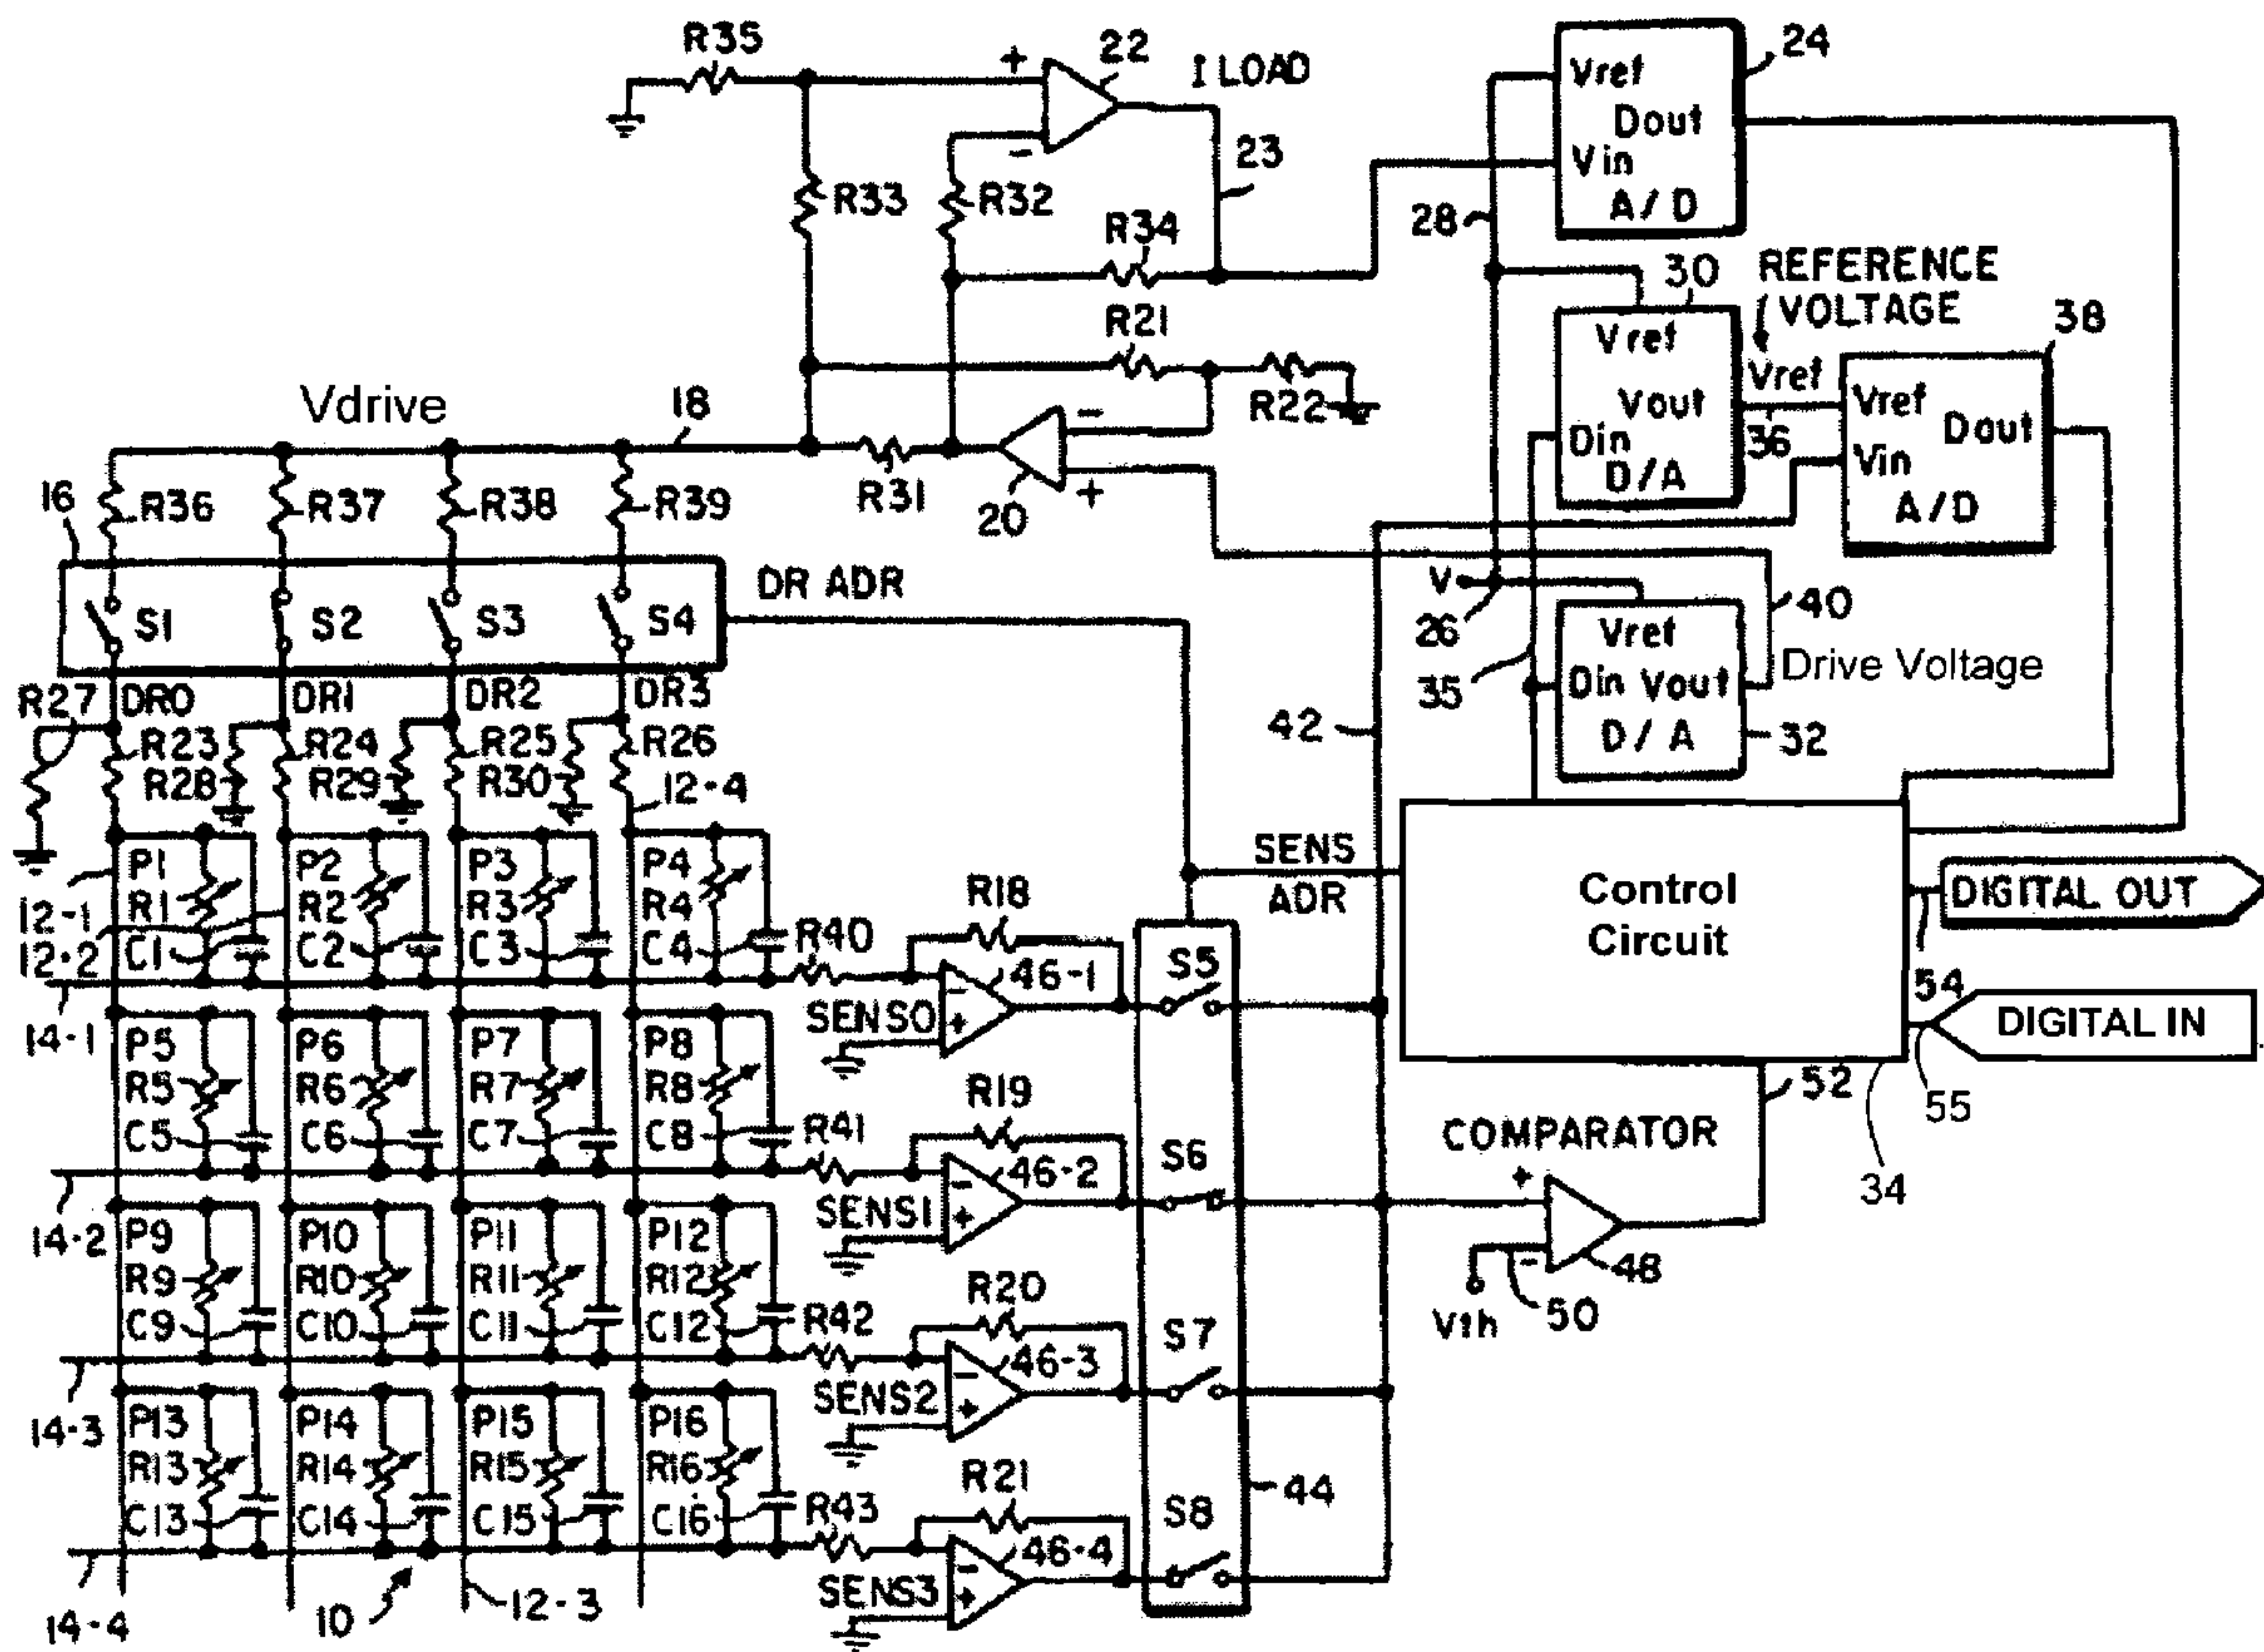 R35
+
22
I LOAD
24
Vref
Dout
Vin
A/D
-
23
R33
R32
R34
28
30
REFERENCE
VOLTAGE
38
R21
Vref
Vout
Din
D/A
Vref
36
Vref
Dout
Vin
A/D
Vdrive
18
R22
-
+
R31
20
16
R36
R37
R38
R39
S1
S2
S3
S4
DR ADR
V
26
40
Vref
Din Vout
D/A
Drive Voltage
35
32
42
R27
DR0
DR1
DR2
DR3
R23
R24
R25
R26
R28
R29
R30
12-4
P1
P2
P3
P4
R1
R2
R3
R4
C1
C2
C3
C4
12-1
12-2
14-1
R40
R18
46-1
-
+
SENS0
SENS
ADR
S5
Control
Circuit
DIGITAL OUT
54
DIGITAL IN
55
52
34
P5
P6
P7
P8
R5
R6
R7
R8
C5
C6
C7
C8
14-2
R41
R19
46-2
-
+
SENS1
S6
COMPARATOR
+
-
48
Vth
50
P9
P10
P11
P12
R9
R10
R11
R12
C9
C10
C11
C12
14-3
R42
R20
46-3
-
+
SENS2
S7
P13
P14
P15
P16
R13
R14
R15
R16
C13
C14
C15
C16
14-4
R43
R21
46-4
-
+
SENS3
S8
44
10
12-3